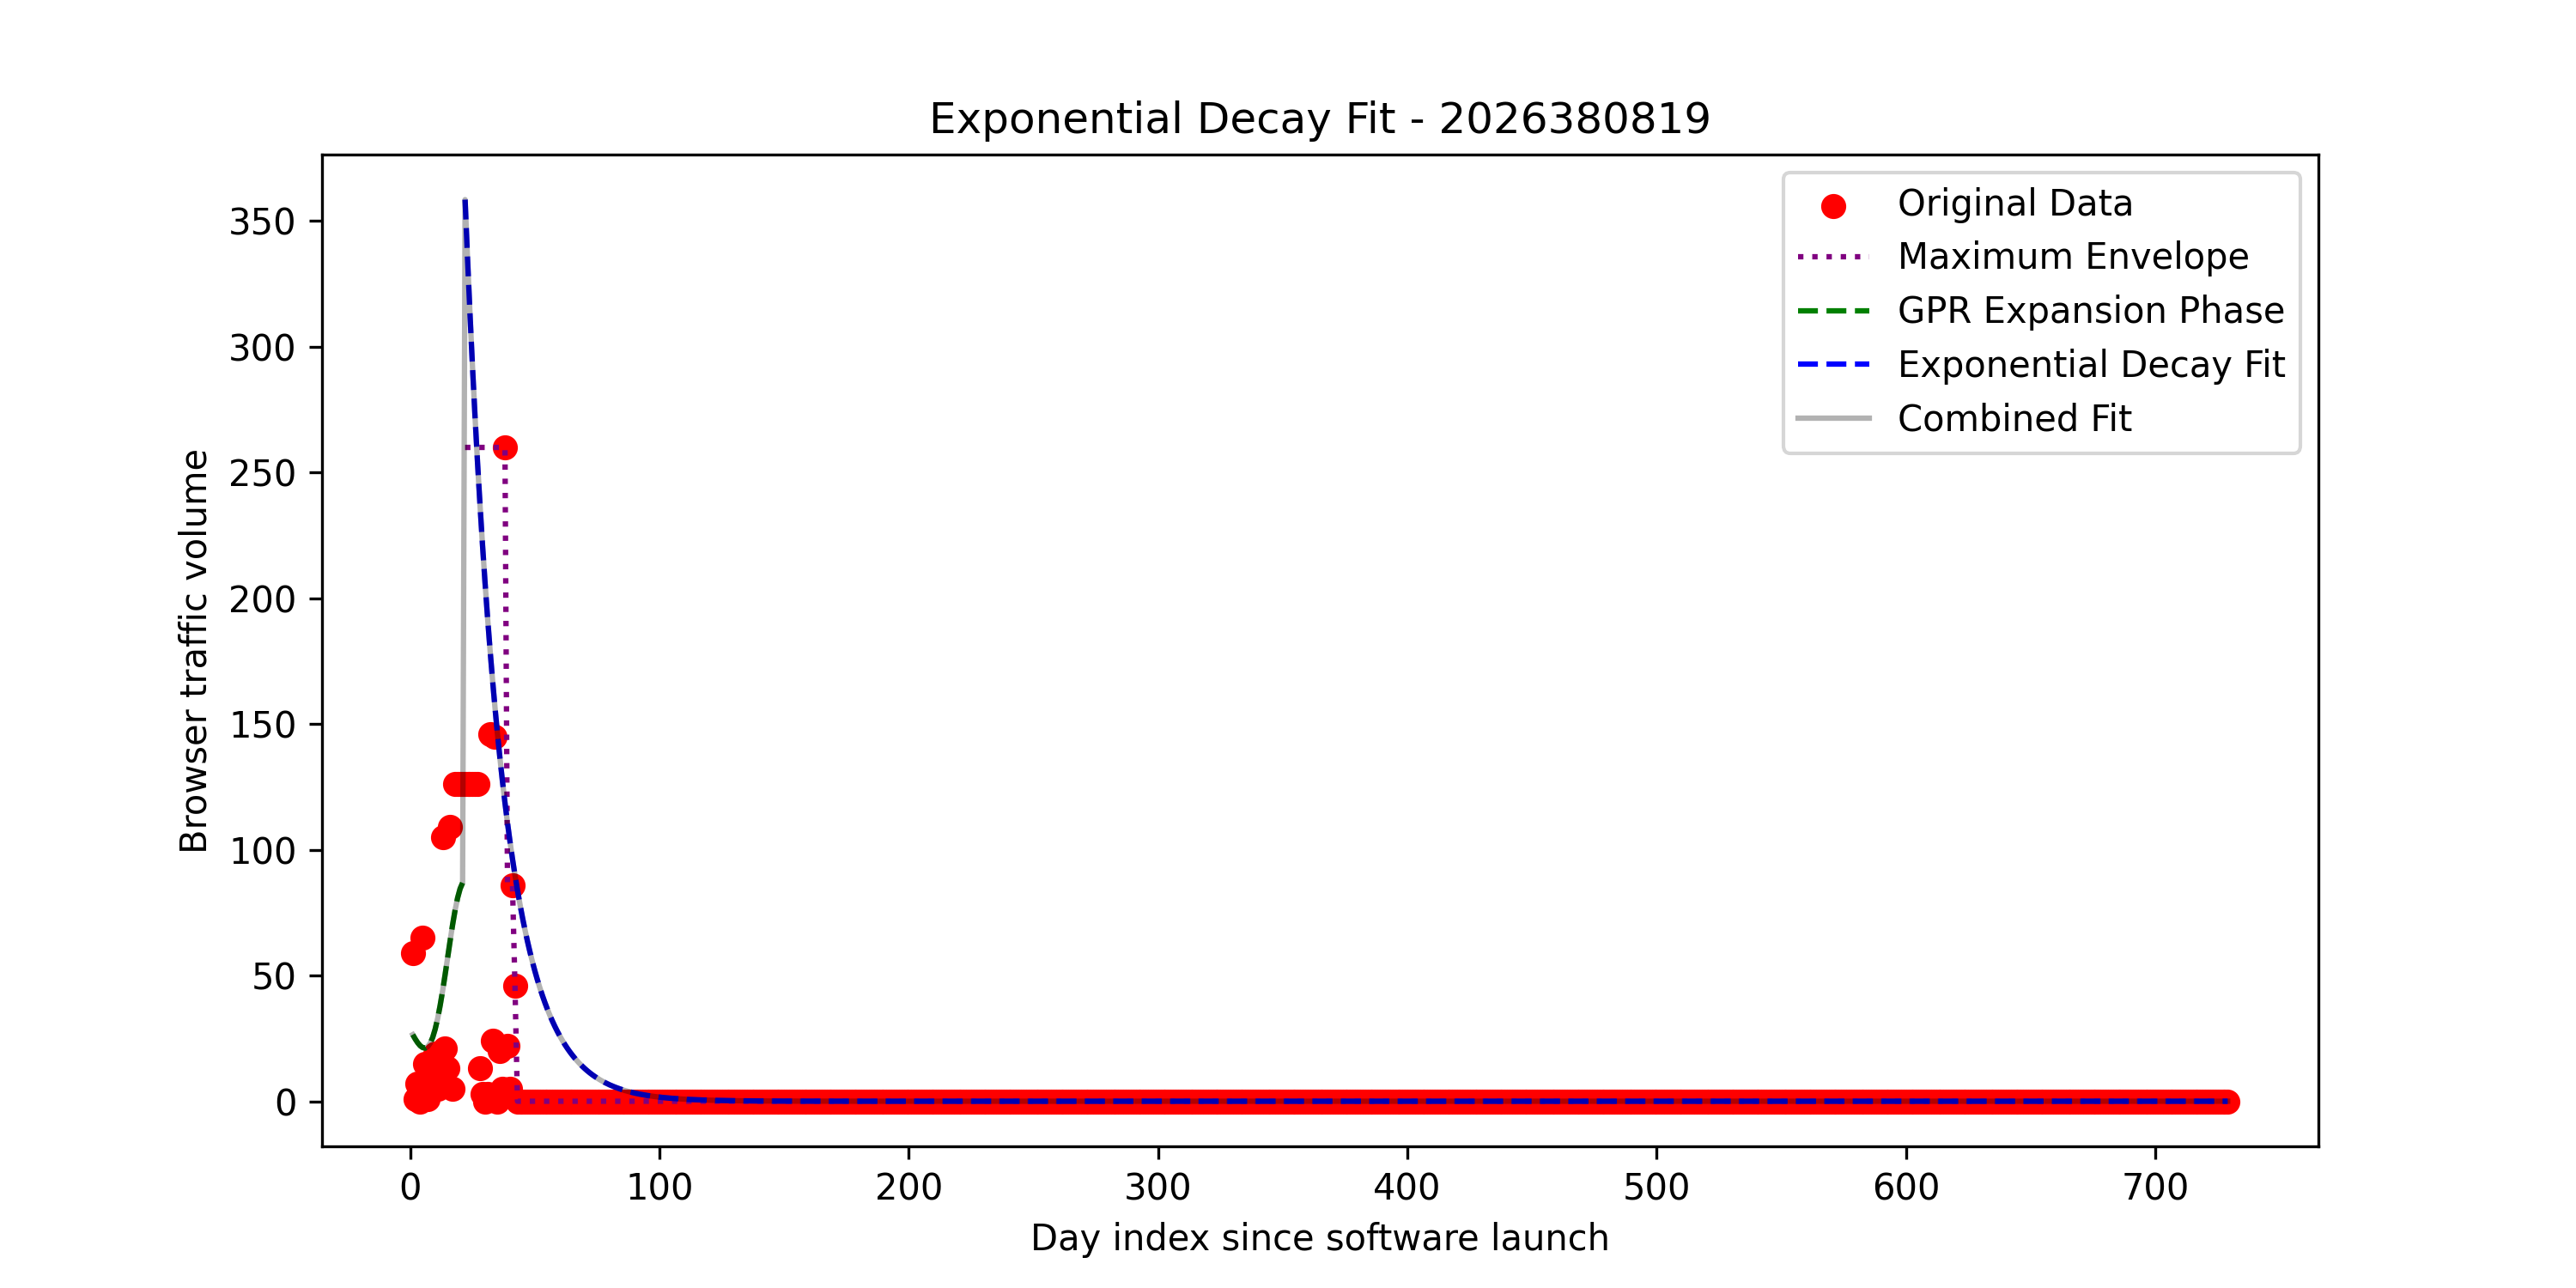 Exponential Decay Fit - 2026380819
Original Data
Maximum Envelope
GPR Expansion Phase
Exponential Decay Fit
Combined Fit
Browser traffic volume
350
300
250
200
150
100
50
0
0 100 200 300 400 500 600 700
Day index since software launch